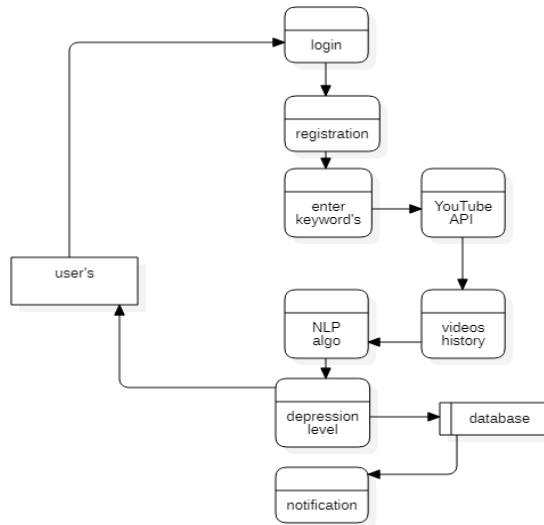 login
registration
enter
keyword's
YouTube
API
user's
NLP
algo
videos
history
depression
level
database
notification